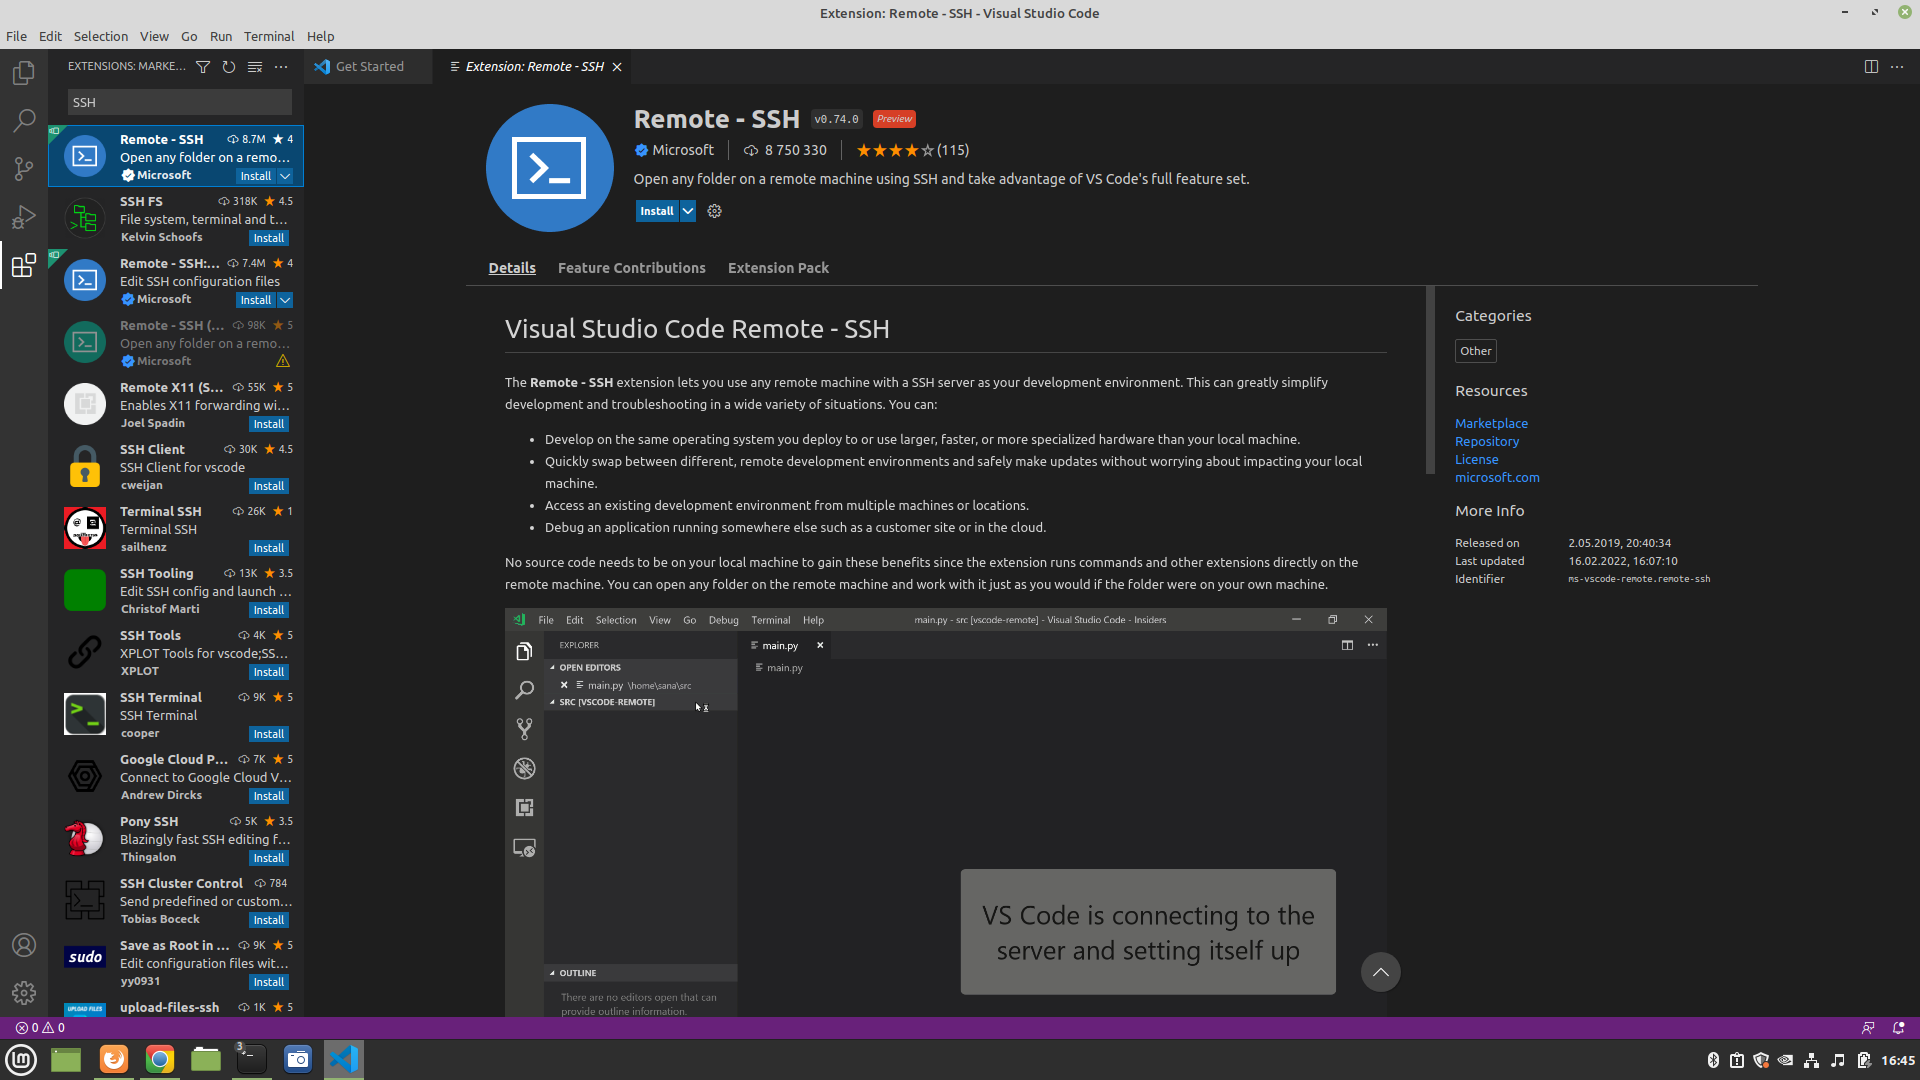 Extension: Remote - SSH - Visual Studio Code
File Edit Selection View Go Run Terminal Help
EXTENSIONS: MARKE...
SSH
Remote - SSH 8.7M 4
Open any folder on a remo...
Microsoft Install
SSH FS 318K 4.5
File system, terminal and t...
Kelvin Schoofs Install
Remote - SSH:... 7.4M 4
Edit SSH configuration files
Microsoft Install
Remote - SSH (... 98K 5
Open any folder on a remo...
Microsoft
Remote X11 (S... 55K 5
Enables X11 forwarding wi...
Joel Spadin Install
SSH Client 30K 4.5
SSH Client for vscode
cweijan Install
Terminal SSH 26K 1
Terminal SSH
sailhenz Install
SSH Tooling 13K 3.5
Edit SSH config and launch ...
Christof Marti Install
SSH Tools 4K 5
XPLOT Tools for vscode;SS...
XPLOT Install
SSH Terminal 9K 5
SSH Terminal
cooper Install
Google Cloud P... 7K 5
Connect to Google Cloud V...
Andrew Dircks Install
Pony SSH 5K 3.5
Blazingly fast SSH editing f...
Thingalon Install
SSH Cluster Control 784
Send predefined or custom...
Tobias Boceck Install
sudo
Save as Root in ... 9K 5
Edit configuration files wit...
yy0931 Install
UPLOAD FILES
upload-files-ssh 1K 5
Get Started
Extension: Remote - SSH
Remote - SSH v0.74.0 Preview
Microsoft 8 750 330 (115)
Open any folder on a remote machine using SSH and take advantage of VS Code's full feature set.
Install
Details Feature Contributions Extension Pack
Visual Studio Code Remote - SSH
The Remote - SSH extension lets you use any remote machine with a SSH server as your development environment. This can greatly simplify
development and troubleshooting in a wide variety of situations. You can:
• Develop on the same operating system you deploy to or use larger, faster, or more specialized hardware than your local machine.
• Quickly swap between different, remote development environments and safely make updates without worrying about impacting your local
machine.
• Access an existing development environment from multiple machines or locations.
• Debug an application running somewhere else such as a customer site or in the cloud.
No source code needs to be on your local machine to gain these benefits since the extension runs commands and other extensions directly on the
remote machine. You can open any folder on the remote machine and work with it just as you would if the folder were on your own machine.
File Edit Selection View Go Debug Terminal Help main.py - src [vscode-remote] - Visual Studio Code - Insiders
EXPLORER
OPEN EDITORS
main.py \home\sana\src
SRC [VSCODE-REMOTE]
main.py
main.py
VS Code is connecting to the
server and setting itself up
OUTLINE
There are no editors open that can
provide outline information.
Categories
Other
Resources
Marketplace
Repository
License
microsoft.com
More Info
Released on 2.05.2019, 20:40:34
Last updated 16.02.2022, 16:07:10
Identifier ms-vscode-remote.remote-ssh
0 0
3
16:45